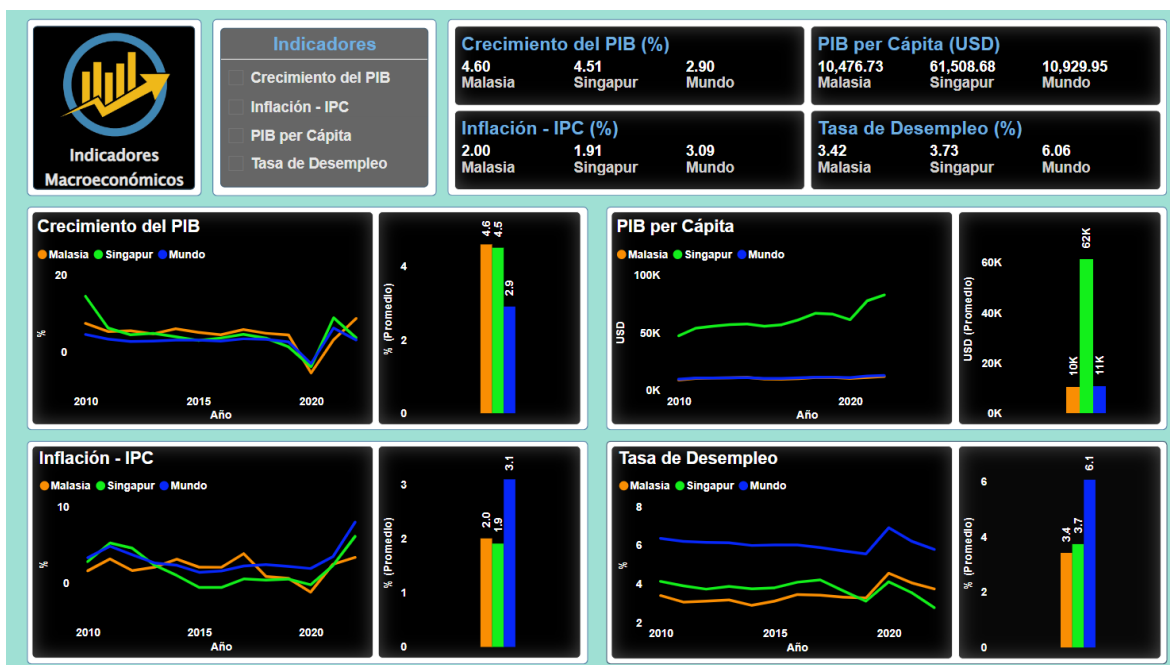 Indicadores
Macroeconómicos
Indicadores
Crecimiento del PIB
Inflación - IPC
PIB per Cápita
Tasa de Desempleo
Crecimiento del PIB (%)
4.60 4.51 2.90
Malasia Singapur Mundo
PIB per Cápita (USD)
10,476.73 61,508.68 10,929.95
Malasia Singapur Mundo
Inflación - IPC (%)
2.00 1.91 3.09
Malasia Singapur Mundo
Tasa de Desempleo (%)
3.42 3.73 6.06
Malasia Singapur Mundo
Crecimiento del PIB
Malasia Singapur Mundo
20
0
%
2010 2015 2020
Año
4.6 4.5 2.9
4
2
0
% (Promedio)
PIB per Cápita
Malasia Singapur Mundo
100K
50K
0K
USD
2010 2020
Año
62K
10K 11K
60K
40K
20K
0K
USD (Promedio)
Inflación - IPC
Malasia Singapur Mundo
10
0
%
2010 2015 2020
Año
2.0 1.9 3.1
3
2
1
0
% (Promedio)
Tasa de Desempleo
Malasia Singapur Mundo
8
6
4
2
%
2010 2015 2020
Año
3.4 3.7 6.1
6
4
2
0
% (Promedio)